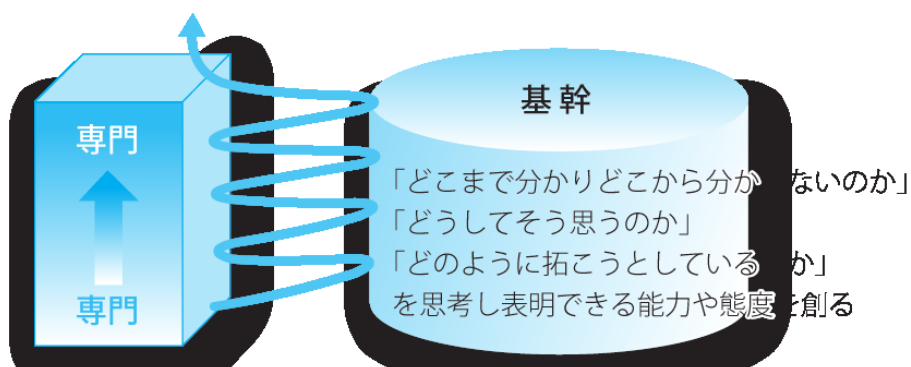 専門
専門
基幹
「どこまで分かりどこから分か ないのか」
「どうしてそう思うのか」
「どのように拓こうとしている か」
を思考し表明できる能力や態度を創る